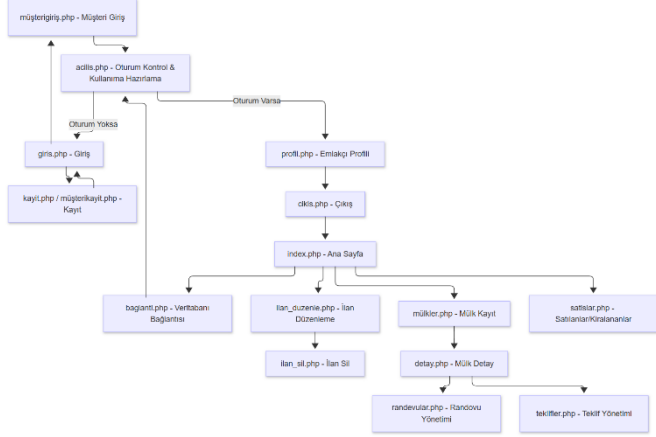 müşterigiriş.php - Müşteri Giriş
acilis.php - Oturum Kontrol &
Kullanıma Hazırlama
Oturum Varsa
Oturum Yoksa
giris.php - Giriş
profil.php - Emlakçı Profili
kayit.php / müşterikayit.php -
Kayıt
cikis.php - Çıkış
index.php - Ana Sayfa
baglanti.php - Veritabanı
Bağlantısı
ilan_duzenle.php - İlan
Düzenleme
mülkler.php - Mülk Kayıt
satislar.php -
Satılanlar/Kiralananlar
ilan_sil.php - İlan Sil
detay.php - Mülk Detay
randevular.php - Randovu
Yönetimi
teklifler.php - Teklif Yönetimi